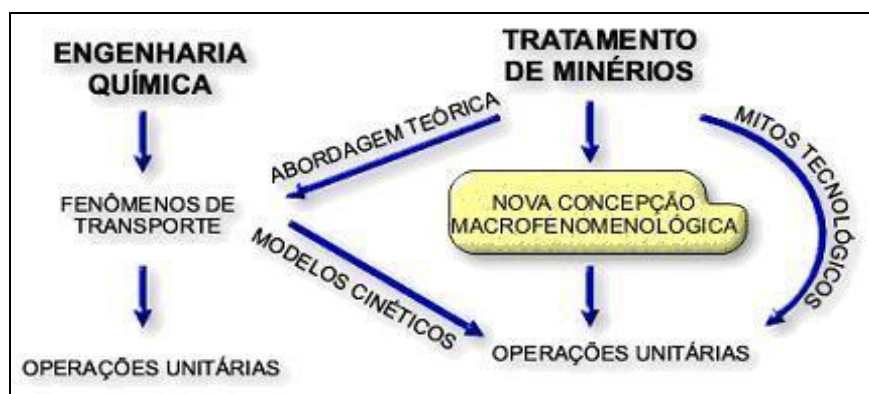 ENGENHARIA
QUÍMICA
TRATAMENTO
DE MINÉRIOS
ABORDAGEM TEÓRICA
MITOS TECNOLÓGICOS
FENÔMENOS DE
TRANSPORTE
NOVA CONCEPÇÃO
MACROFENOMENOLÓGICA
MODELOS CINÉTICOS
OPERAÇÕES UNITÁRIAS
OPERAÇÕES UNITÁRIAS